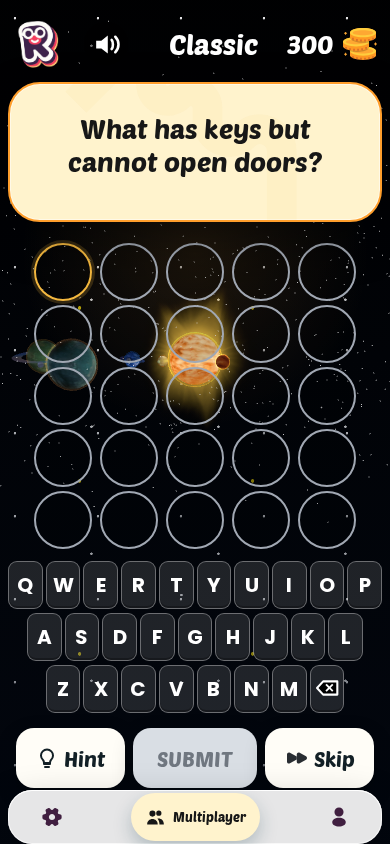 R
Classic
300
What has keys but
cannot open doors?
Q W E R T Y U I O P
A S D F G H J K L
Z X C V B N M
Hint
SUBMIT
Skip
Multiplayer